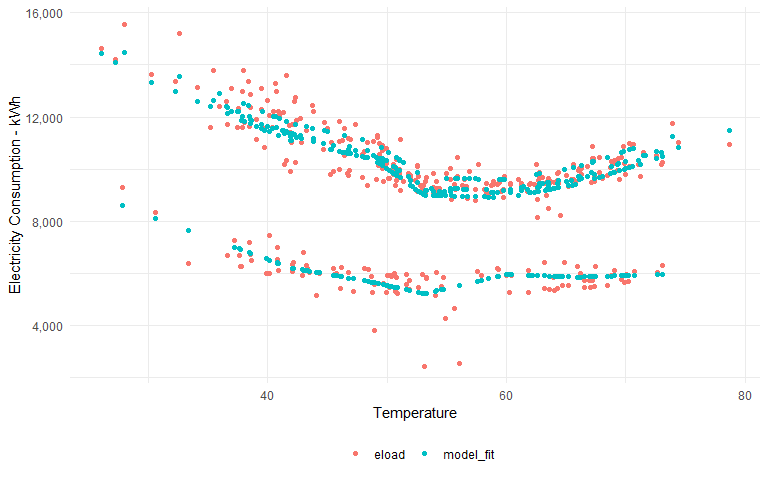 16,000
12,000
8,000
4,000
Electricity Consumption - kWh
40
60
80
Temperature
eload
model_fit